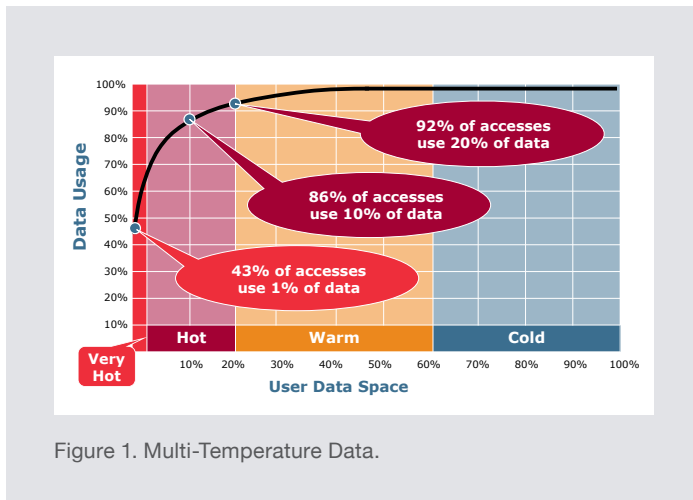 100%
90%
80%
70%
60%
50%
40%
30%
20%
10%
Data Usage
92% of accesses
use 20% of data
86% of accesses
use 10% of data
43% of accesses
use 1% of data
Very
Hot
Hot Warm Cold
10% 20% 30% 40% 50% 60% 70% 80% 90% 100%
User Data Space
Figure 1. Multi-Temperature Data.